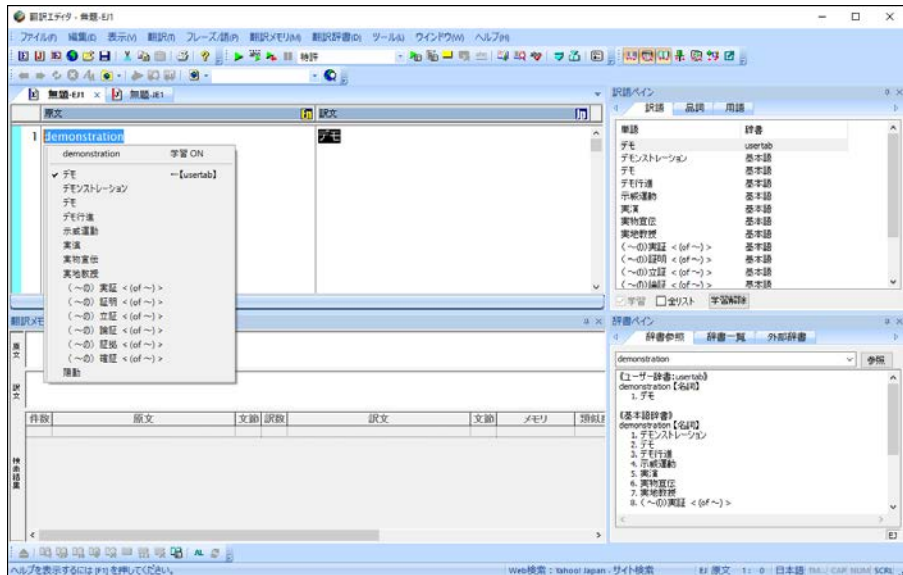 翻訳エディタ - 無題-EJ1
ファイル(F) 編集(E) 表示(V) 翻訳(T) フレーズ/語(P) 翻訳メモリ(M) 翻訳辞書(D) ツール(L) ウインドウ(W) ヘルプ(H)
特許
無題-EJ1 × 無題-JE1
原文 訳文
1 demonstration デモ
demonstration 学習 ON
✓ デモ ←【usertab】
デモンストレーション
デモ
デモ行進
示威運動
実演
実物宣伝
実地教授
（～の）実証 <(of ～) >
（～の）証明 <(of ～) >
（～の）立証 <(of ～) >
（～の）論証 <(of ～) >
（～の）証拠 <(of ～) >
（～の）確証 <(of ～) >
陽動
翻訳メモ
原文
訳文
件数 原文 文節 訳数 訳文 文節 メモリ 類似
検索結果
訳語ペイン
訳語 品詞 用語
単語 辞書
デモ usertab
デモンストレーション 基本語
デモ 基本語
デモ行進 基本語
示威運動 基本語
実演 基本語
実物宣伝 基本語
実地教授 基本語
(～の)実証 <(of ～) > 基本語
(～の)証明 <(of ～) > 基本語
(～の)立証 <(of ～) > 基本語
(～の)論証 <(of ～) > 基本語
学習 全リスト 学習解除
辞書ペイン
辞書参照 辞書一覧 外部辞書
demonstration 参照
《ユーザー辞書:usertab》
demonstration【名詞】
1. デモ
《基本語辞書》
demonstration【名詞】
1. デモンストレーション
2. デモ
3. デモ行進
4. 示威運動
5. 実演
6. 実物宣伝
7. 実地教授
8. (～の)実証 <(of ～) >
EJ
AL
ヘルプを表示するには [F1] を押してください。 Web検索 : Yahoo! Japan - サイト検索 EJ 原文 1: 0 日本語 CAP NUM SCRL